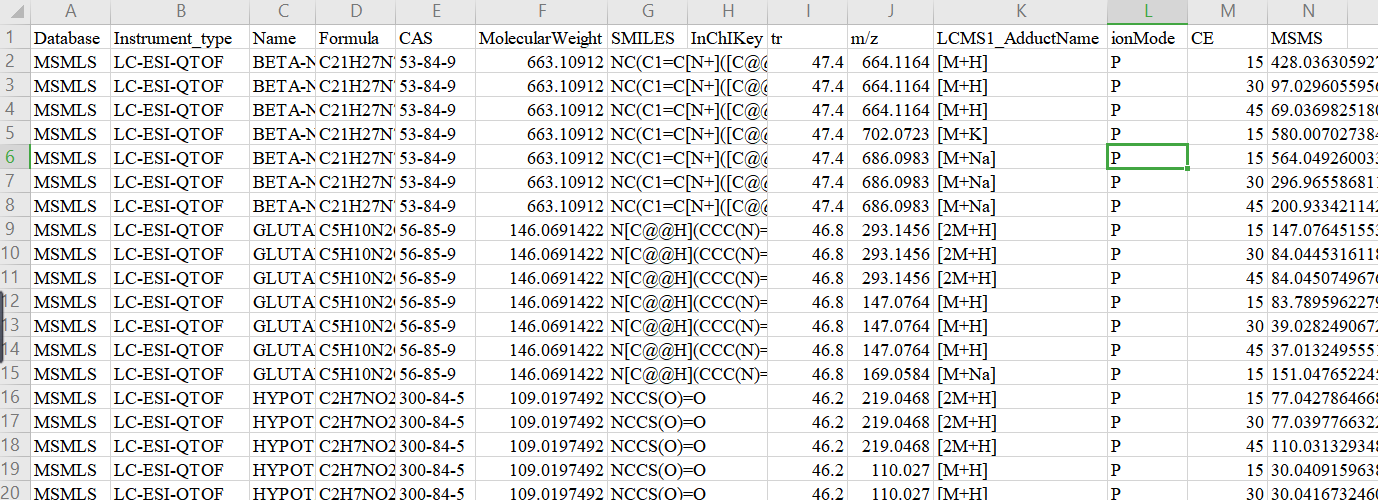 A B C D E F G H I J K L M N
1 Database Instrument_type Name Formula CAS MolecularWeight SMILES InChIKey tr m/z LCMS1_AdductName ionMode CE MSMS
2 MSMLS LC-ESI-QTOF BETA-N C21H27N 53-84-9 663.10912 NC(C1=C[N+]([C@@ 47.4 664.1164 [M+H] P 15 428.036305927
3 MSMLS LC-ESI-QTOF BETA-N C21H27N 53-84-9 663.10912 NC(C1=C[N+]([C@@ 47.4 664.1164 [M+H] P 30 97.0296055956
4 MSMLS LC-ESI-QTOF BETA-N C21H27N 53-84-9 663.10912 NC(C1=C[N+]([C@@ 47.4 664.1164 [M+H] P 45 69.0369825180
5 MSMLS LC-ESI-QTOF BETA-N C21H27N 53-84-9 663.10912 NC(C1=C[N+]([C@@ 47.4 702.0723 [M+K] P 15 580.007027384
6 MSMLS LC-ESI-QTOF BETA-N C21H27N 53-84-9 663.10912 NC(C1=C[N+]([C@@ 47.4 686.0983 [M+Na] P 15 564.049260033
7 MSMLS LC-ESI-QTOF BETA-N C21H27N 53-84-9 663.10912 NC(C1=C[N+]([C@@ 47.4 686.0983 [M+Na] P 30 296.965586811
8 MSMLS LC-ESI-QTOF BETA-N C21H27N 53-84-9 663.10912 NC(C1=C[N+]([C@@ 47.4 686.0983 [M+Na] P 45 200.933421142
9 MSMLS LC-ESI-QTOF GLUTA C5H10N2 56-85-9 146.0691422 N[C@@H](CCC(N)= 46.8 293.1456 [2M+H] P 15 147.076451553
10 MSMLS LC-ESI-QTOF GLUTA C5H10N2 56-85-9 146.0691422 N[C@@H](CCC(N)= 46.8 293.1456 [2M+H] P 30 84.0445316118
11 MSMLS LC-ESI-QTOF GLUTA C5H10N2 56-85-9 146.0691422 N[C@@H](CCC(N)= 46.8 293.1456 [2M+H] P 45 84.0450749676
12 MSMLS LC-ESI-QTOF GLUTA C5H10N2 56-85-9 146.0691422 N[C@@H](CCC(N)= 46.8 147.0764 [M+H] P 15 83.7895962279
13 MSMLS LC-ESI-QTOF GLUTA C5H10N2 56-85-9 146.0691422 N[C@@H](CCC(N)= 46.8 147.0764 [M+H] P 30 39.0282490672
14 MSMLS LC-ESI-QTOF GLUTA C5H10N2 56-85-9 146.0691422 N[C@@H](CCC(N)= 46.8 147.0764 [M+H] P 45 37.0132495551
15 MSMLS LC-ESI-QTOF GLUTA C5H10N2 56-85-9 146.0691422 N[C@@H](CCC(N)= 46.8 169.0584 [M+Na] P 15 151.047652245
16 MSMLS LC-ESI-QTOF HYPOT C2H7NO2 300-84-5 109.0197492 NCCS(O)=O 46.2 219.0468 [2M+H] P 15 77.0427864668
17 MSMLS LC-ESI-QTOF HYPOT C2H7NO2 300-84-5 109.0197492 NCCS(O)=O 46.2 219.0468 [2M+H] P 30 77.0397766322
18 MSMLS LC-ESI-QTOF HYPOT C2H7NO2 300-84-5 109.0197492 NCCS(O)=O 46.2 219.0468 [2M+H] P 45 110.031329348
19 MSMLS LC-ESI-QTOF HYPOT C2H7NO2 300-84-5 109.0197492 NCCS(O)=O 46.2 110.027 [M+H] P 15 30.0409159638
20 MSMLS LC-ESI-QTOF HYPOT C2H7NO2 300-84-5 109.0197492 NCCS(O)=O 46.2 110.027 [M+H] P 30 30.0416732460